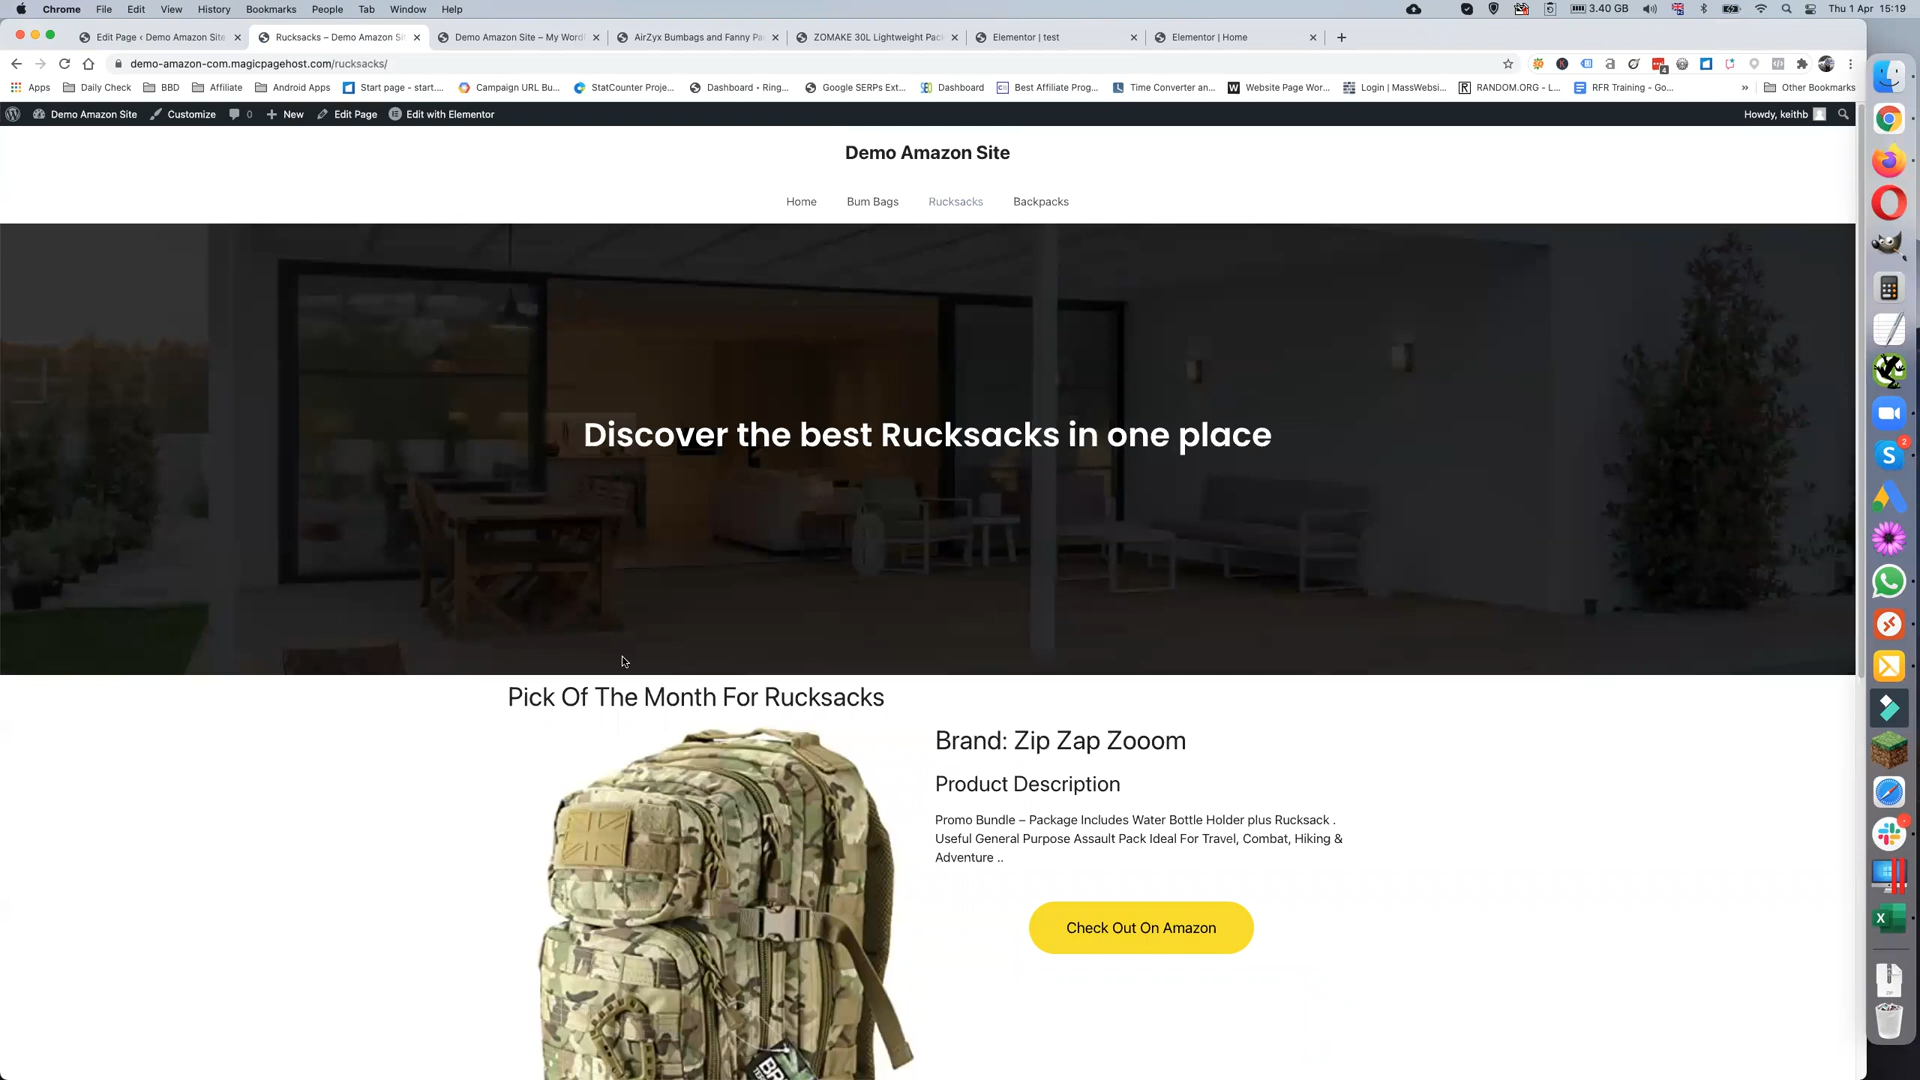 Chrome File Edit View History Bookmarks People Tab Window Help 3.40 GB Thu 1 Apr 15:19
Edit Page ‹ Demo Amazon Site Rucksacks – Demo Amazon Si Demo Amazon Site – My Word AirZyx Bumbags and Fanny Pa ZOMAKE 30L Lightweight Pac Elementor | test Elementor | Home
demo-amazon-com.magicpagehost.com/rucksacks/
Apps Daily Check BBD Affiliate Android Apps Start page - start.... Campaign URL Bu... StatCounter Proje... Dashboard • Ring... Google SERPs Ext... Dashboard Best Affiliate Prog... Time Converter an... Website Page Wor... Login | MassWebsi... RANDOM.ORG - L... RFR Training - Go... » Other Bookmarks
Demo Amazon Site Customize 0 New Edit Page Edit with Elementor Howdy, keithb
Demo Amazon Site
Home Bum Bags Rucksacks Backpacks
Discover the best Rucksacks in one place
Pick Of The Month For Rucksacks
Brand: Zip Zap Zooom
Product Description
Promo Bundle – Package Includes Water Bottle Holder plus Rucksack .
Useful General Purpose Assault Pack Ideal For Travel, Combat, Hiking &
Adventure ..
Check Out On Amazon